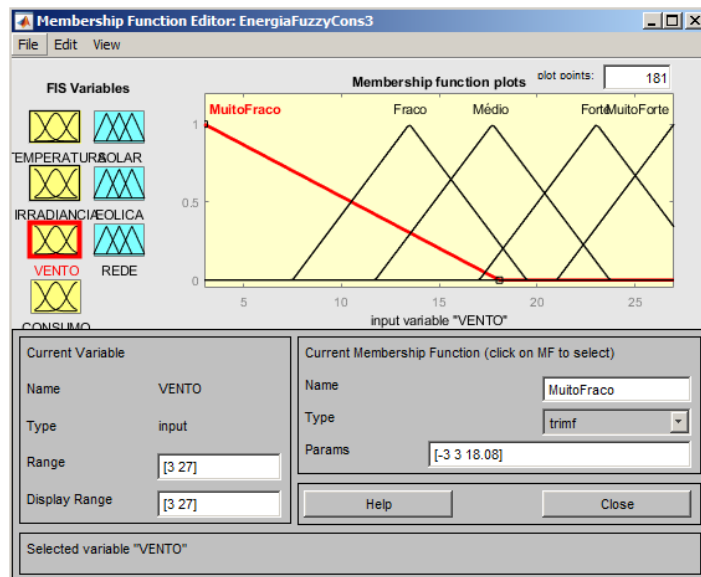 Membership Function Editor: EnergiaFuzzyCons3
File Edit View
FIS Variables
TEMPERATURA SOLAR
IRRADIANCIA EOLICA
VENTO REDE
CONSUMO
Membership function plots
plot points: 181
MuitoFraco Fraco Médio Forte MuitoForte
1
0.5
0
5 10 15 20 25
input variable "VENTO"
Current Variable
Name VENTO
Type input
Range [3 27]
Display Range [3 27]
Current Membership Function (click on MF to select)
Name MuitoFraco
Type trimf
Params [-3 3 18.08]
Help Close
Selected variable "VENTO"